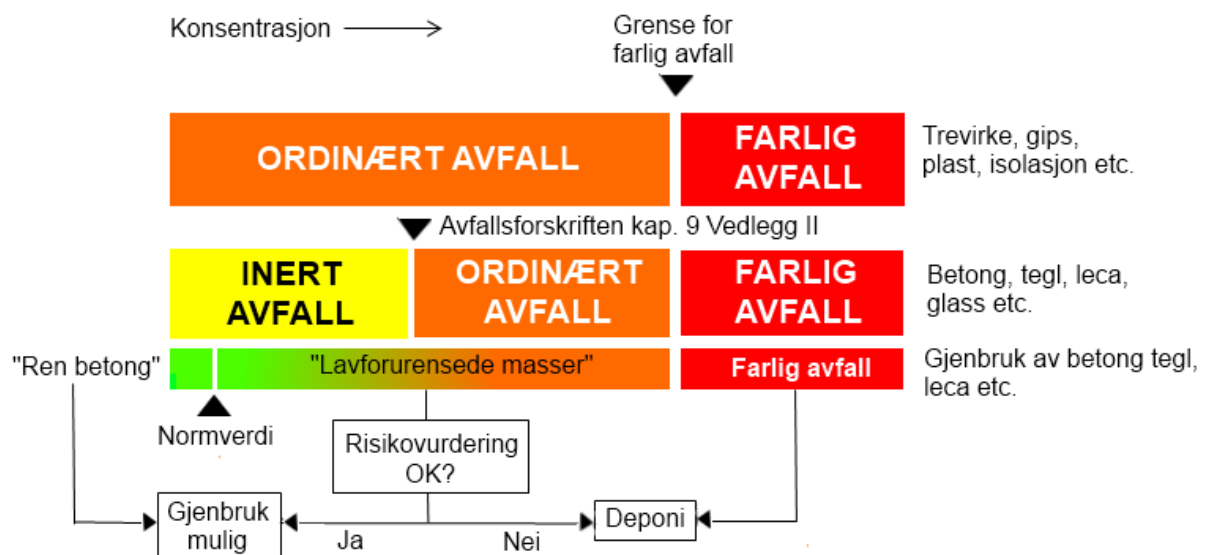 Konsentrasjon
Grense for
farlig avfall
ORDINÆRT AVFALL
FARLIG
AVFALL
Trevirke, gips,
plast, isolasjon etc.
Avfallsforskriften kap. 9 Vedlegg II
INERT
AVFALL
ORDINÆRT
AVFALL
FARLIG
AVFALL
Betong, tegl, leca,
glass etc.
"Ren betong"
"Lavforurensede masser"
Farlig avfall
Gjenbruk av betong tegl,
leca etc.
Normverdi
Risikovurdering
OK?
Gjenbruk
mulig
Ja
Nei
Deponi